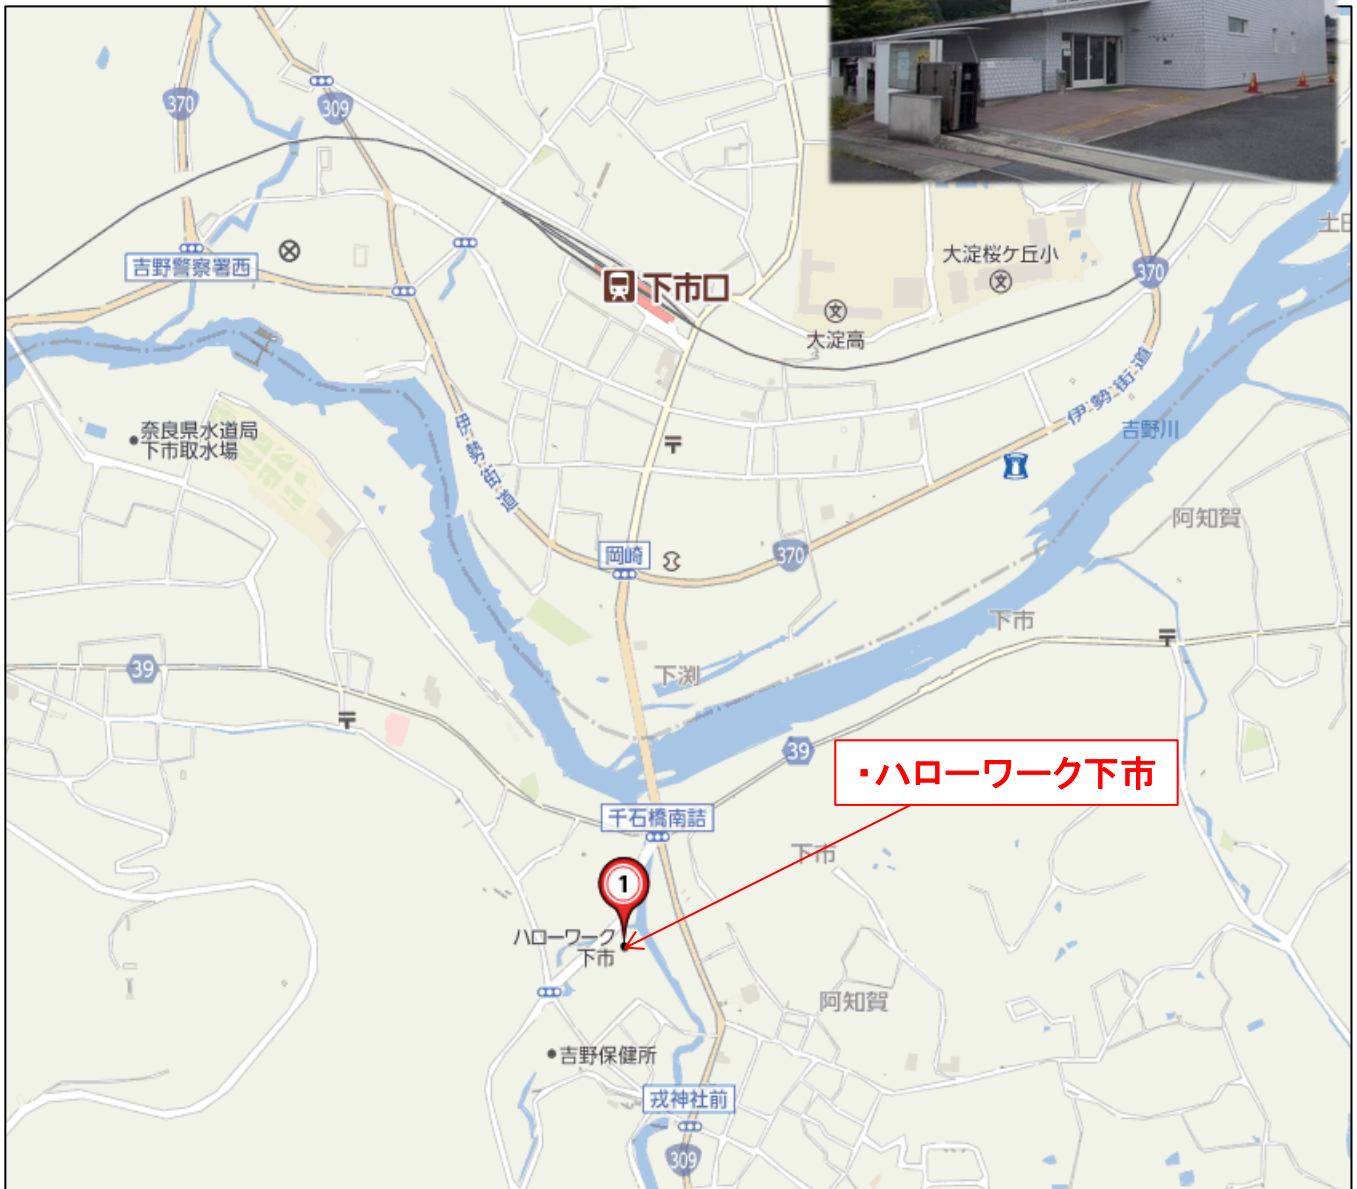 370
309
土田
吉野警察署西
大淀桜ケ丘小
文
370
下市口
文
大淀高
伊勢街道
伊勢街道
吉野川
奈良県水道局
下市取水場
阿知賀
岡崎
370
下市
39
下渕
39
・ハローワーク下市
千石橋南詰
下市
1
ハローワーク
下市
阿知賀
吉野保健所
戎神社前
309